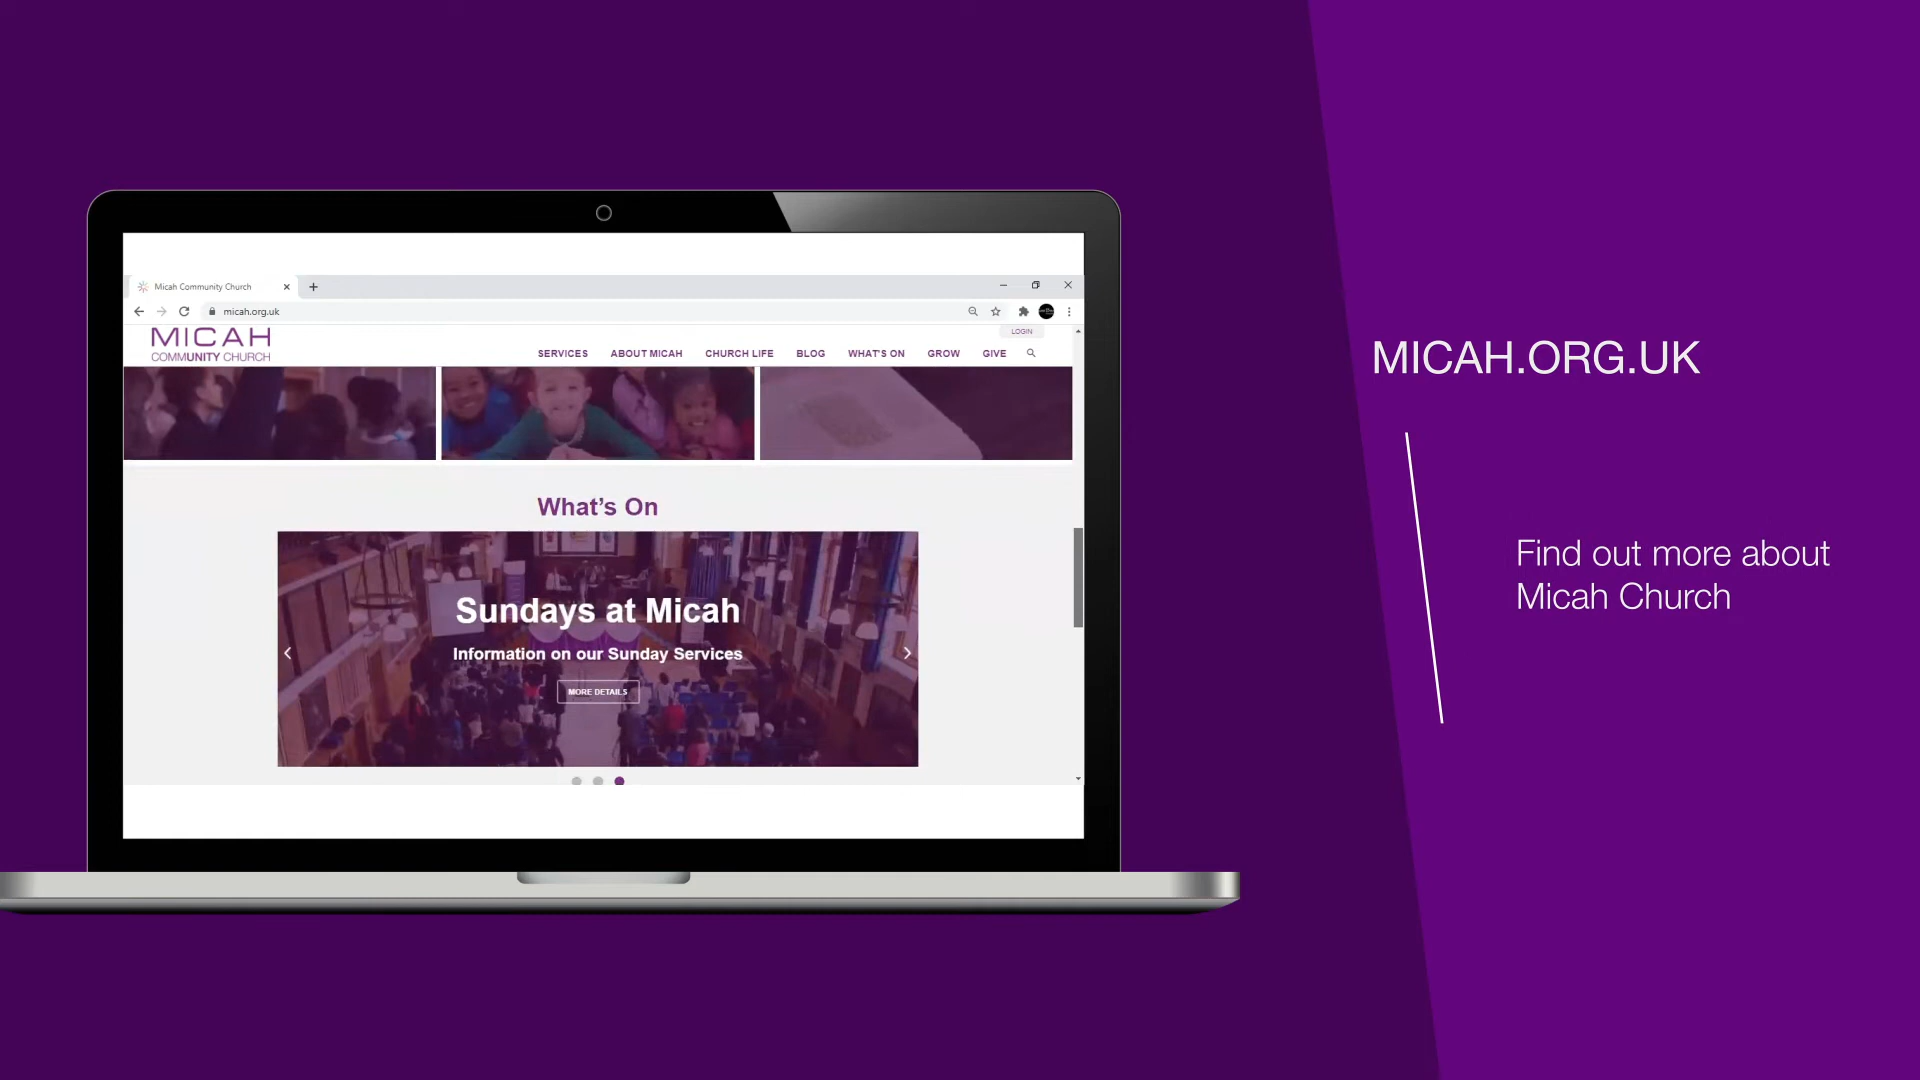 Micah Community Church
micah.org.uk
MICAH
COMMUNITY CHURCH
LOGIN
SERVICES ABOUT MICAH CHURCH LIFE BLOG WHAT'S ON GROW GIVE
What’s On
Sundays at Micah
Information on our Sunday Services
MORE DETAILS
MICAH.ORG.UK
Find out more about
Micah Church